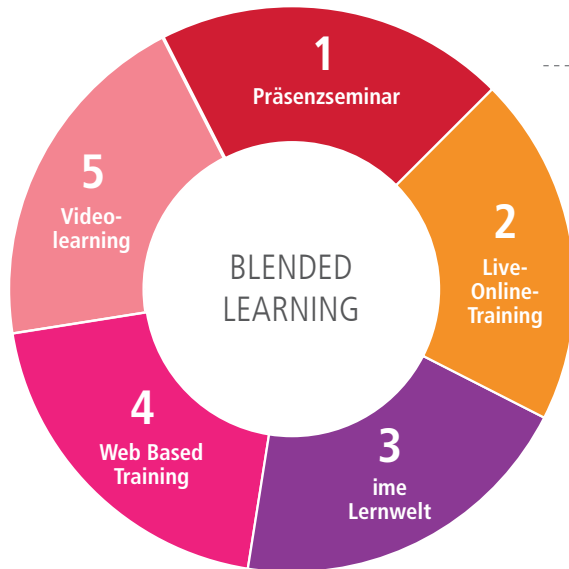 1
Präsenzseminar
2
Live-
Online-
Training
3
ime
Lernwelt
4
Web Based
Training
5
Video-
learning
BLENDED
LEARNING